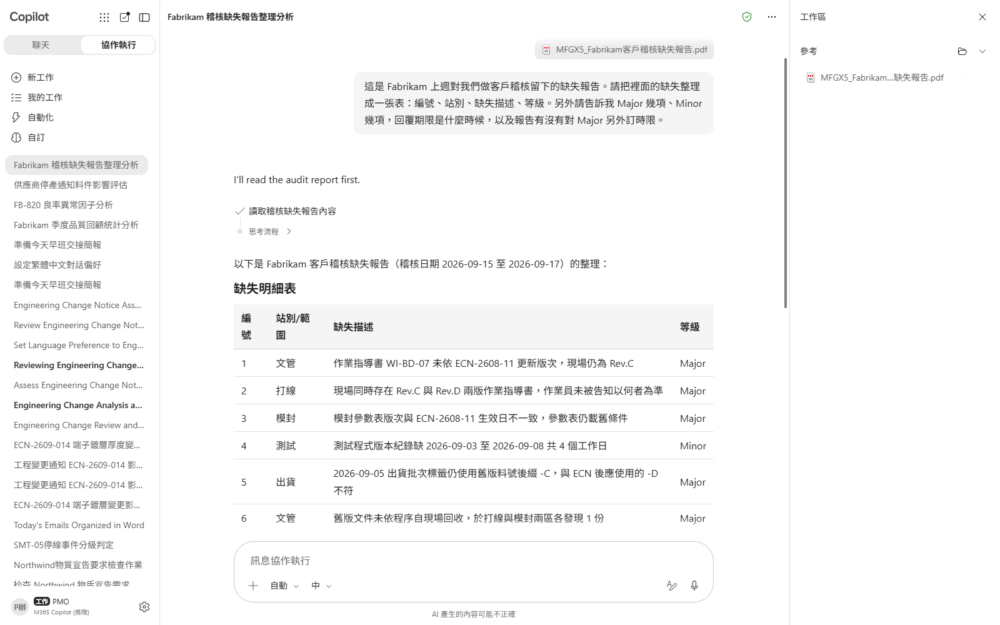 Copilot
聊天
協作執行
新工作
我的工作
自動化
自訂
Fabrikam 稽核缺失報告整理分析
供應商停產通知料件影響評估
FB-820 良率異常因子分析
Fabrikam 季度品質回顧統計分析
準備今天早班交接簡報
設定繁體中文對話偏好
準備今天早班交接簡報
Engineering Change Notice Ass...
Review Engineering Change Not...
Set Language Preference to Eng...
Reviewing Engineering Change...
Assess Engineering Change Not...
Engineering Change Analysis a...
Engineering Change Review and...
ECN-2609-014 端子鍍層厚度變...
工程變更通知 ECN-2609-014 影...
工程變更通知 ECN-2609-014 影...
ECN-2609-014 端子鍍層變更影...
Today's Emails Organized in Word
SMT-05停線事件分級判定
Northwind物質宣告要求檢查作業
檢查 Northwind 物質宣告需求
P辦
工作 PMO
M365 Copilot (進階)
Fabrikam 稽核缺失報告整理分析
MFGX5_Fabrikam客戶稽核缺失報告.pdf
這是 Fabrikam 上週對我們做客戶稽核留下的缺失報告。請把裡面的缺失整理
成一張表：編號、站別、缺失描述、等級。另外請告訴我 Major 幾項、Minor
幾項，回覆期限是什麼時候，以及報告有沒有對 Major 另外訂時限。
I'll read the audit report first.
讀取稽核缺失報告內容
思考流程
以下是 Fabrikam 客戶稽核缺失報告（稽核日期 2026-09-15 至 2026-09-17）的整理：
缺失明細表
編號 站別/範圍 缺失描述 等級
1 文管 作業指導書 WI-BD-07 未依 ECN-2608-11 更新版次，現場仍為 Rev.C Major
2 打線 現場同時存在 Rev.C 與 Rev.D 兩版作業指導書，作業員未被告知以何者為準 Major
3 模封 模封參數表版次與 ECN-2608-11 生效日不一致，參數表仍載舊條件 Major
4 測試 測試程式版本紀錄缺 2026-09-03 至 2026-09-08 共 4 個工作日 Minor
5 出貨 2026-09-05 出貨批次標籤仍使用舊版料號後綴 -C，與 ECN 後應使用的 -D
不符 Major
6 文管 舊版文件未依程序自現場回收，於打線與模封兩區各發現 1 份 Major
訊息協作執行
自動
中
AI 產生的內容可能不正確
工作區
參考
MFGX5_Fabrikam...缺失報告.pdf